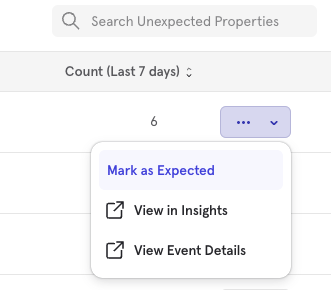 Search Unexpected Properties
Count (Last 7 days)
6
Mark as Expected
View in Insights
View Event Details